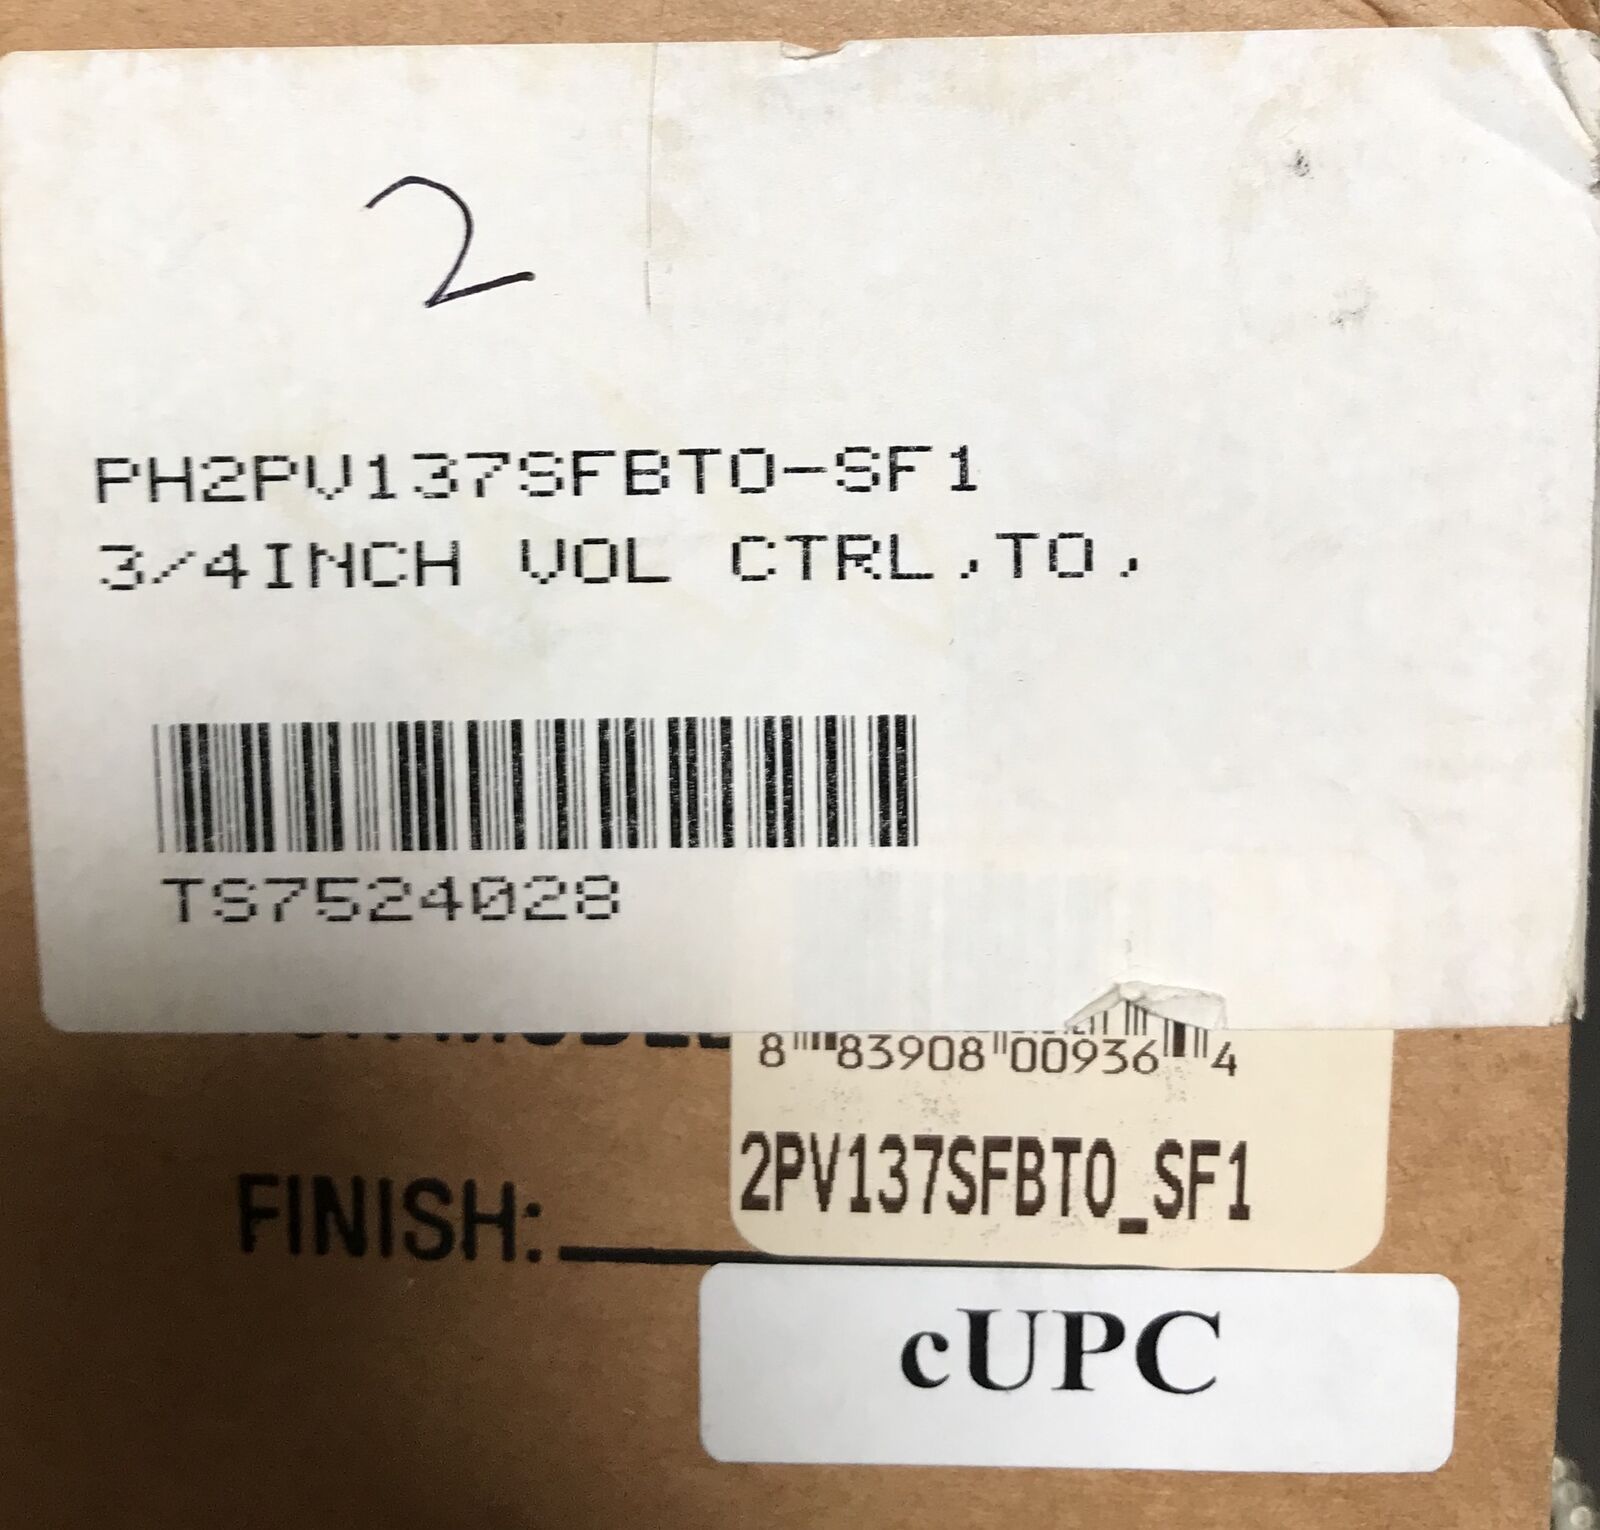 2
PH2PV137SFBTO-SF1
3/4INCH VOL CTRL,TO,
TS7524028
8 83908 00936 4
2PV137SFBTO_SF1
FINISH:
cUPC